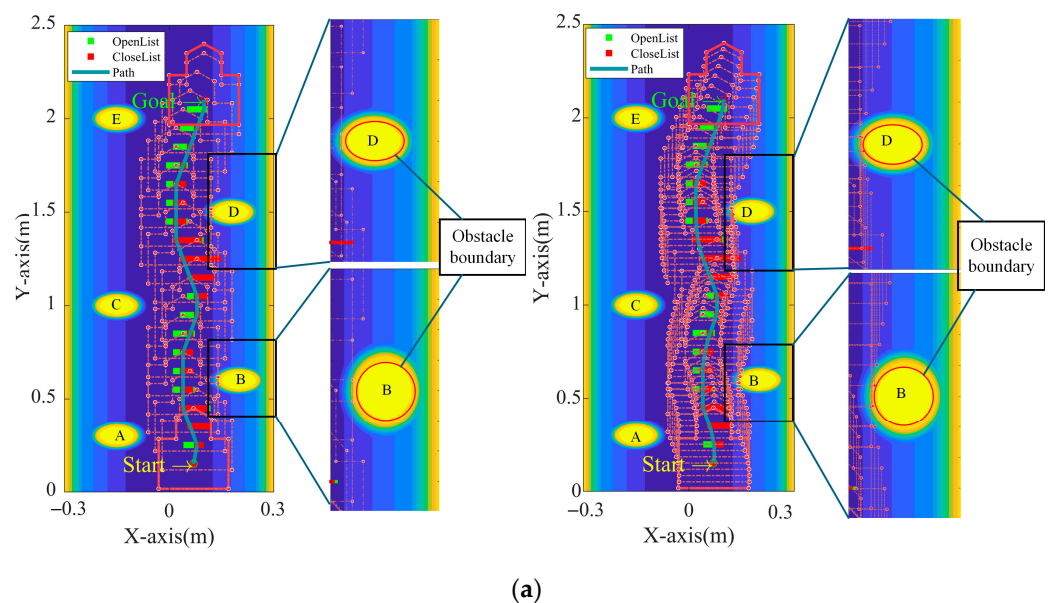 2.5
OpenList
CloseList
Path
Goal →
2
E
D
1.5
D
Y-axis(m)
Obstacle
boundary
1
C
B
B
0.5
A
Start →
0
−0.3
0
0.3
X-axis(m)
2.5
OpenList
CloseList
Path
Goal →
2
E
D
1.5
D
Y-axis(m)
Obstacle
boundary
1
C
B
B
0.5
A
Start →
0
−0.3
0
0.3
X-axis(m)
(a)